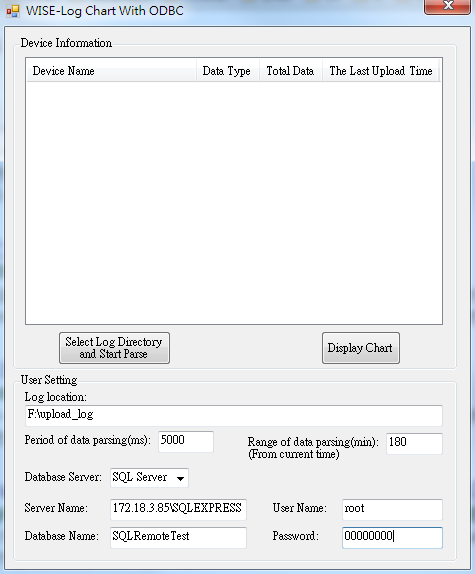 WISE-Log Chart With ODBC
Device Information
Device Name Data Type Total Data The Last Upload Time
Select Log Directory
and Start Parse
Display Chart
User Setting
Log location:
F:\upload_log
Period of data parsing(ms): 5000
Range of data parsing(min): 180
(From current time)
Database Server: SQL Server
Server Name: 172.18.3.85\SQLEXPRESS User Name: root
Database Name: SQLRemoteTest Password: 00000000